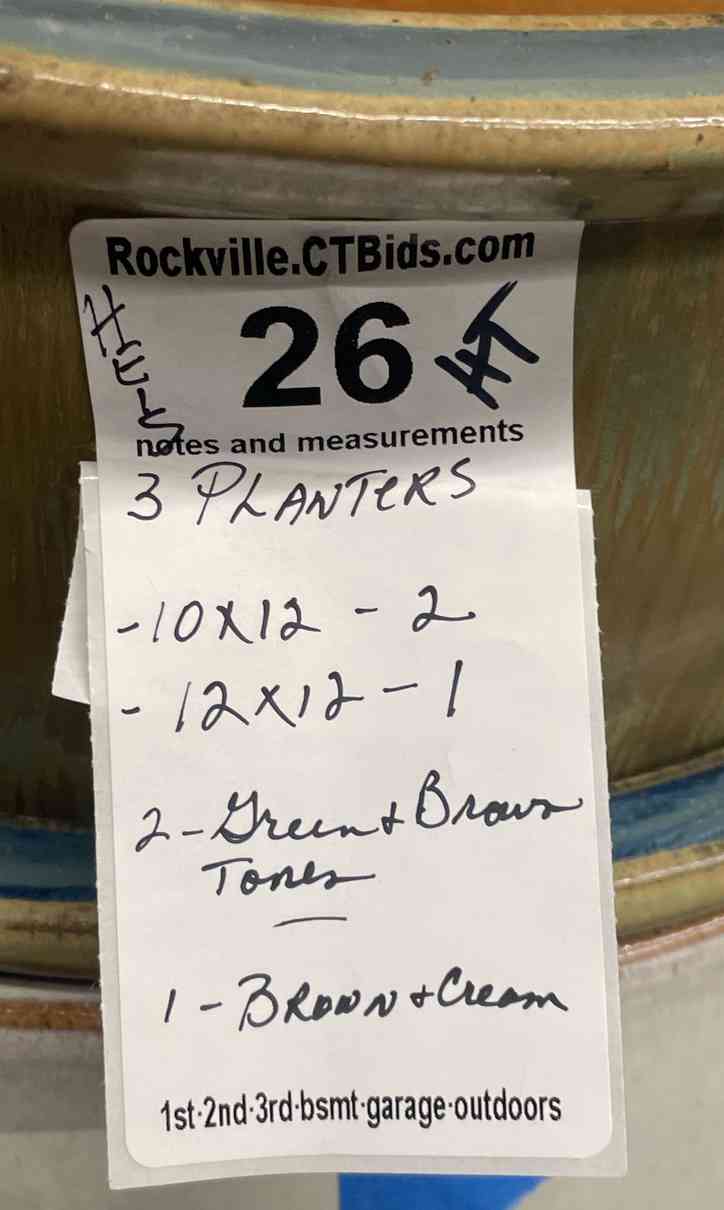 Rockville.CTBids.com
26
HT
notes and measurements
3 PLANTERS
-10X12 - 2
- 12X12 - 1
2 - Green + Brown
Tones
1 - BROWN + Cream
1st·2nd·3rd·bsmt·garage·outdoors